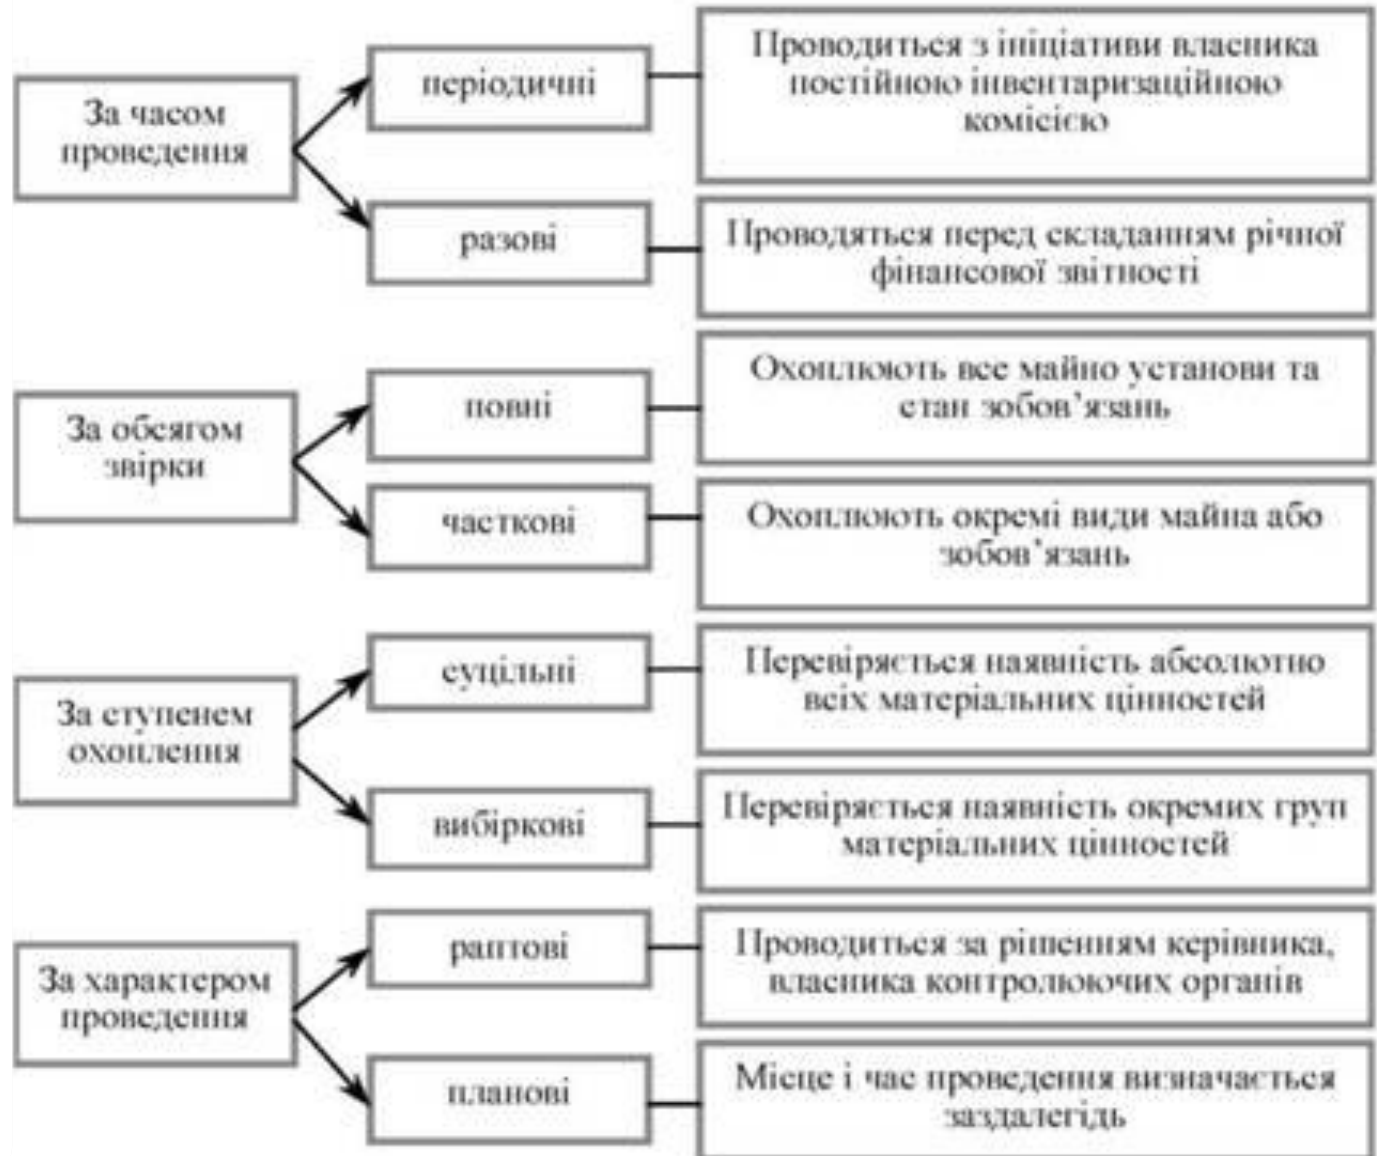 За часом
проведення
періодичні
Проводиться з ініціативи власника
постійною інвентаризаційною
комісією
разові
Проводяться перед складанням річної
фінансової звітності
За обсягом
звірки
повні
Охоплюють все майно установи та
стан зобов’язань
часткові
Охоплюють окремі види майна або
зобов’язань
За ступенем
охоплення
суцільні
Перевіряється наявність абсолютно
всіх матеріальних цінностей
вибіркові
Перевіряється наявність окремих груп
матеріальних цінностей
За характером
проведення
раптові
Проводиться за рішенням керівника,
власника контролюючих органів
планові
Місце і час проведення визначається
заздалегідь